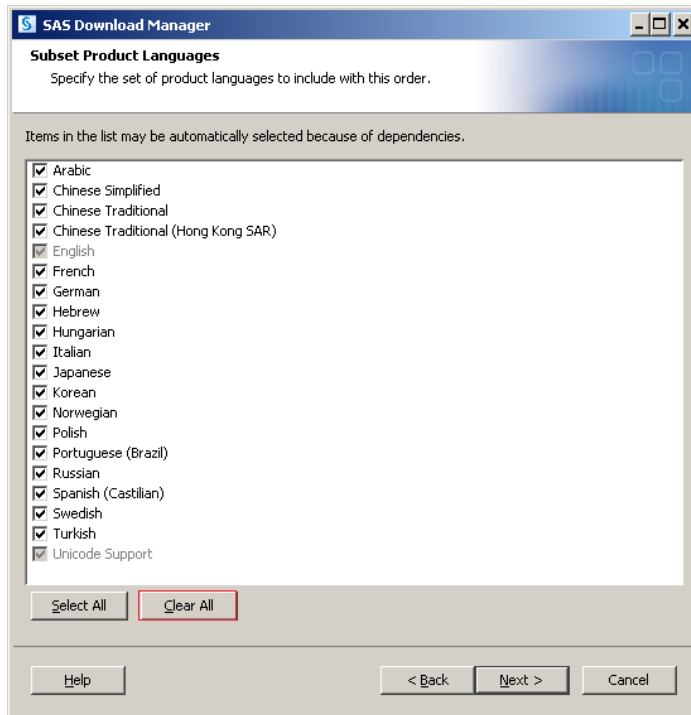 SAS Download Manager
Subset Product Languages
Specify the set of product languages to include with this order.
Items in the list may be automatically selected because of dependencies.
Arabic
Chinese Simplified
Chinese Traditional
Chinese Traditional (Hong Kong SAR)
English
French
German
Hebrew
Hungarian
Italian
Japanese
Korean
Norwegian
Polish
Portuguese (Brazil)
Russian
Spanish (Castilian)
Swedish
Turkish
Unicode Support
Select All Clear All
Help < Back Next > Cancel